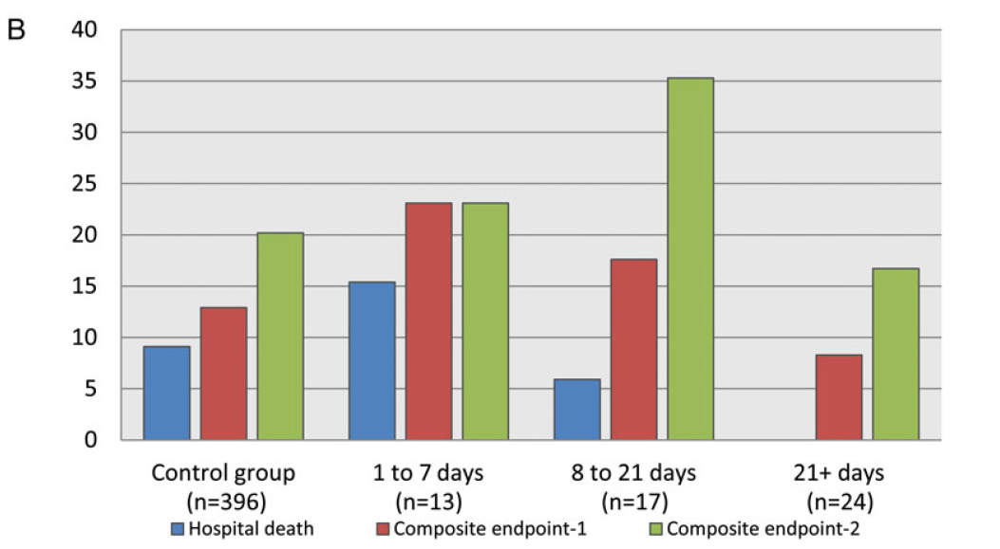 B
40
35
30
25
20
15
10
5
0
Control group 1 to 7 days 8 to 21 days 21+ days
(n=396) (n=13) (n=17) (n=24)
Hospital death Composite endpoint-1 Composite endpoint-2